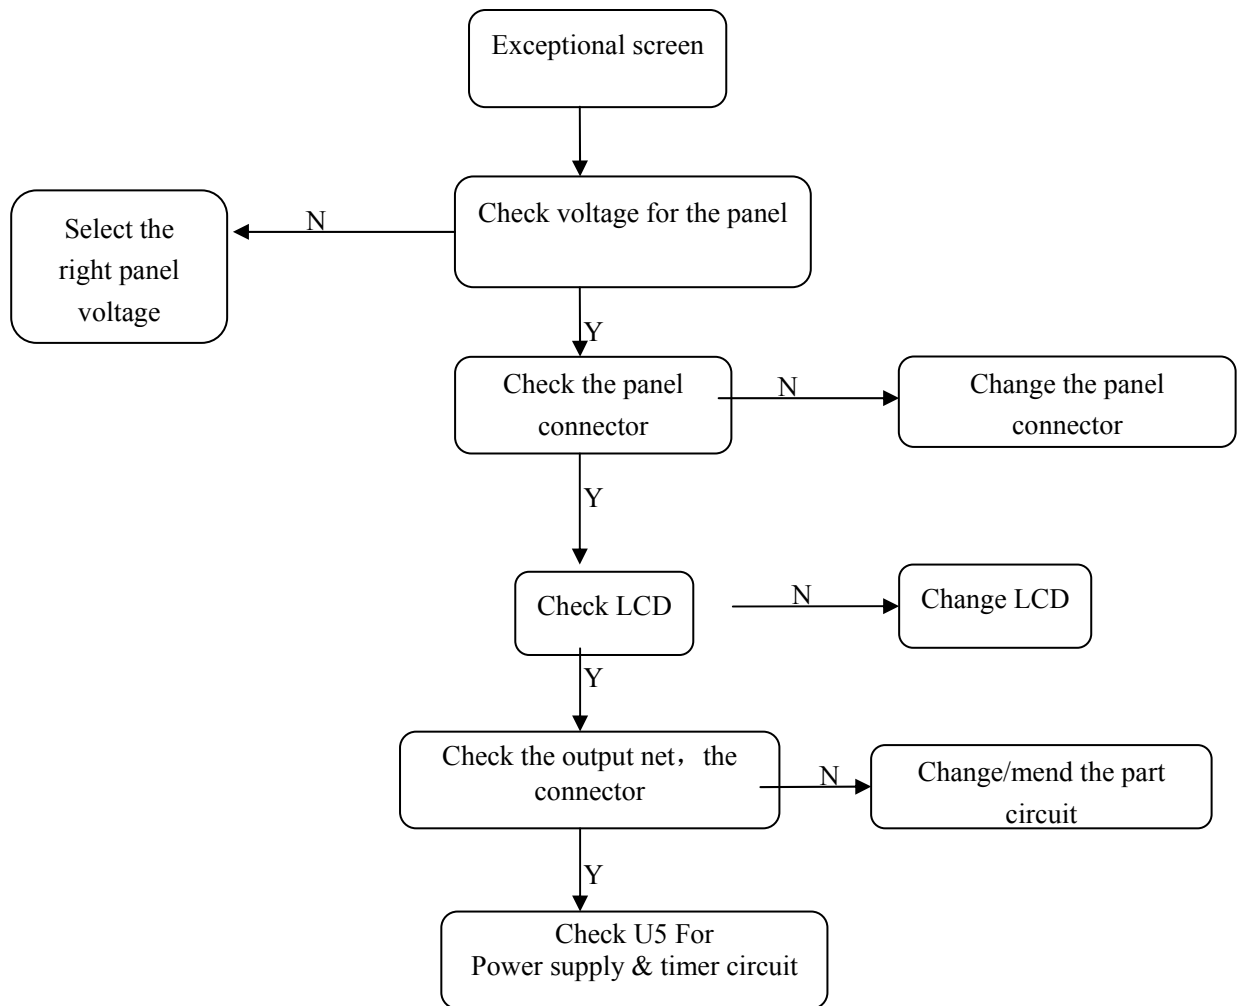 Exceptional screen
Check voltage for the panel
N
Select the
right panel
voltage
Y
Check the panel
connector
N
Change the panel
connector
Y
Check LCD
N
Change LCD
Y
Check the output net，the
connector
N
Change/mend the part
circuit
Y
Check U5 For
Power supply & timer circuit